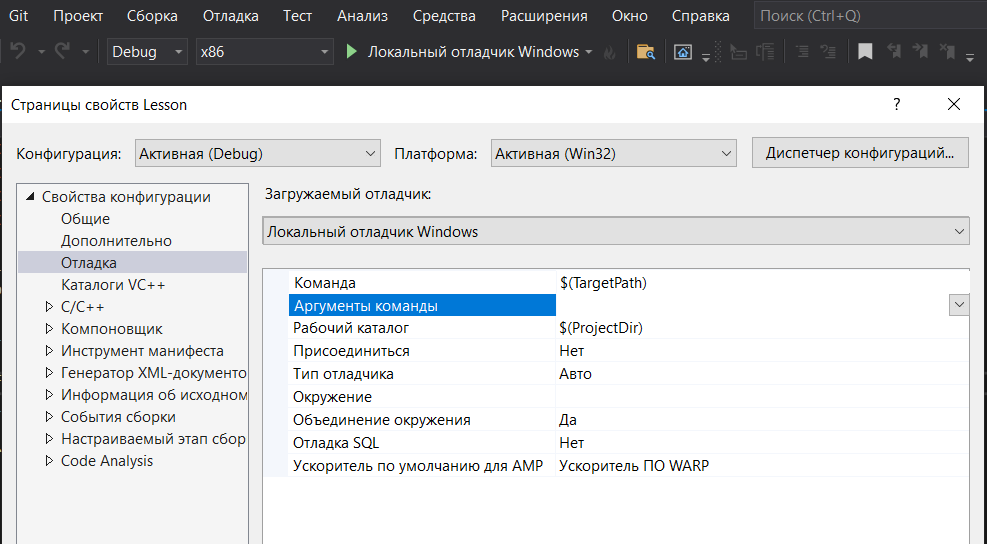 Git Проект Сборка Отладка Тест Анализ Средства Расширения Окно Справка Поиск (Ctrl+Q)
Debug x86 Локальный отладчик Windows
Страницы свойств Lesson ?
Конфигурация: Активная (Debug) Платформа: Активная (Win32) Диспетчер конфигураций...
Свойства конфигурации
Общие
Дополнительно
Отладка
Каталоги VC++
C/C++
Компоновщик
Инструмент манифеста
Генератор XML-документо
Информация об исходном
События сборки
Настраиваемый этап сбор
Code Analysis
Загружаемый отладчик:
Локальный отладчик Windows
Команда $(TargetPath)
Аргументы команды
Рабочий каталог $(ProjectDir)
Присоединиться Нет
Тип отладчика Авто
Окружение
Объединение окружения Да
Отладка SQL Нет
Ускоритель по умолчанию для AMP Ускоритель ПО WARP